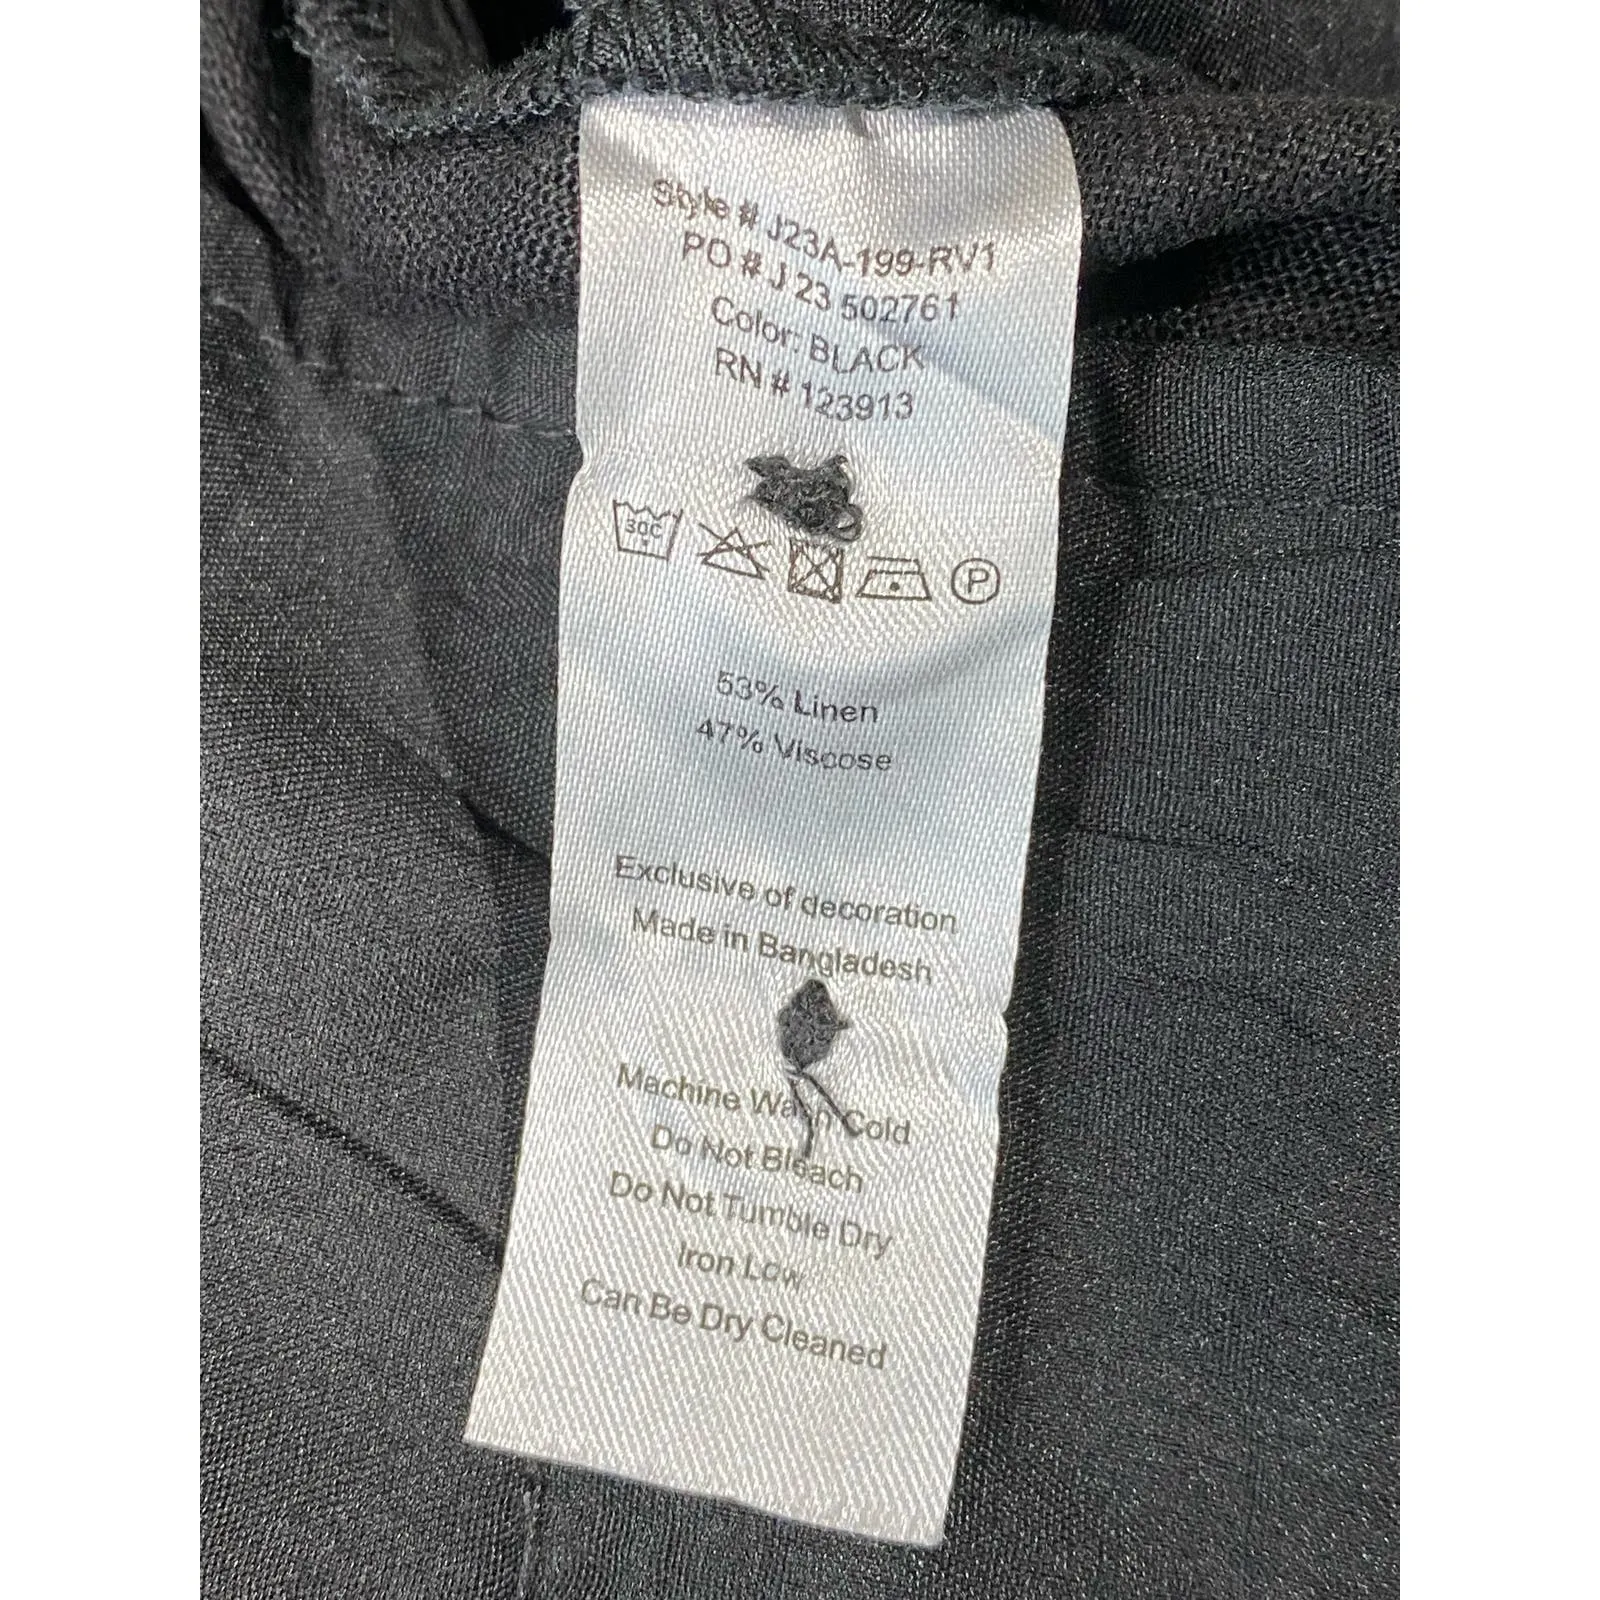 Style # J23A-199-RV1
PO # J 23 502761
Color: BLACK
RN # 123913
30C P
53% Linen
47% Viscose
Exclusive of decoration
Made in Bangladesh
Machine Wash Cold
Do Not Bleach
Do Not Tumble Dry
Iron Low
Can Be Dry Cleaned